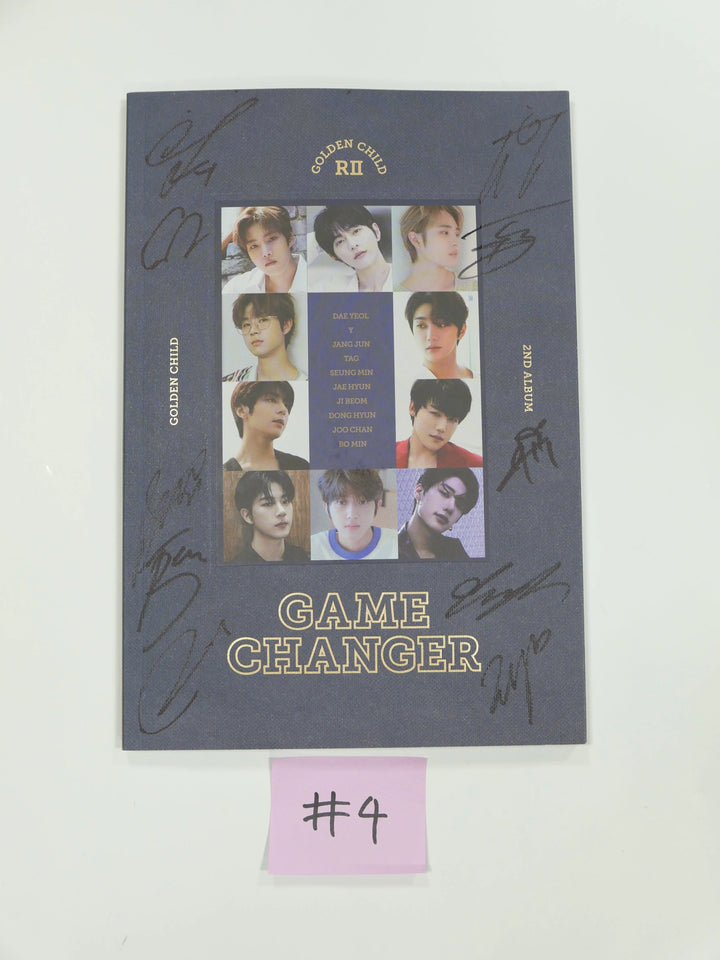 GOLDEN CHILD
RII
DAE YEOL
Y
JANG JUN
TAG
SEUNG MIN
JAE HYUN
JI BEOM
DONG HYUN
JOO CHAN
BO MIN
GOLDEN CHILD
2ND ALBUM
GAME
CHANGER
#4